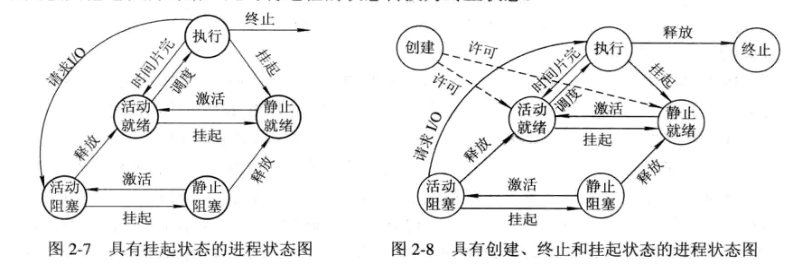 执行
终止
请求I/O
时间片完
调度
挂起
活动
就绪
激活
挂起
静止
就绪
释放
释放
活动
阻塞
激活
挂起
静止
阻塞
图 2-7 具有挂起状态的进程状态图
创建
许可
许可
执行
释放
终止
请求 I/O
时间片完
调度
挂起
活动
就绪
激活
挂起
静止
就绪
释放
释放
活动
阻塞
激活
挂起
静止
阻塞
图 2-8 具有创建、终止和挂起状态的进程状态图